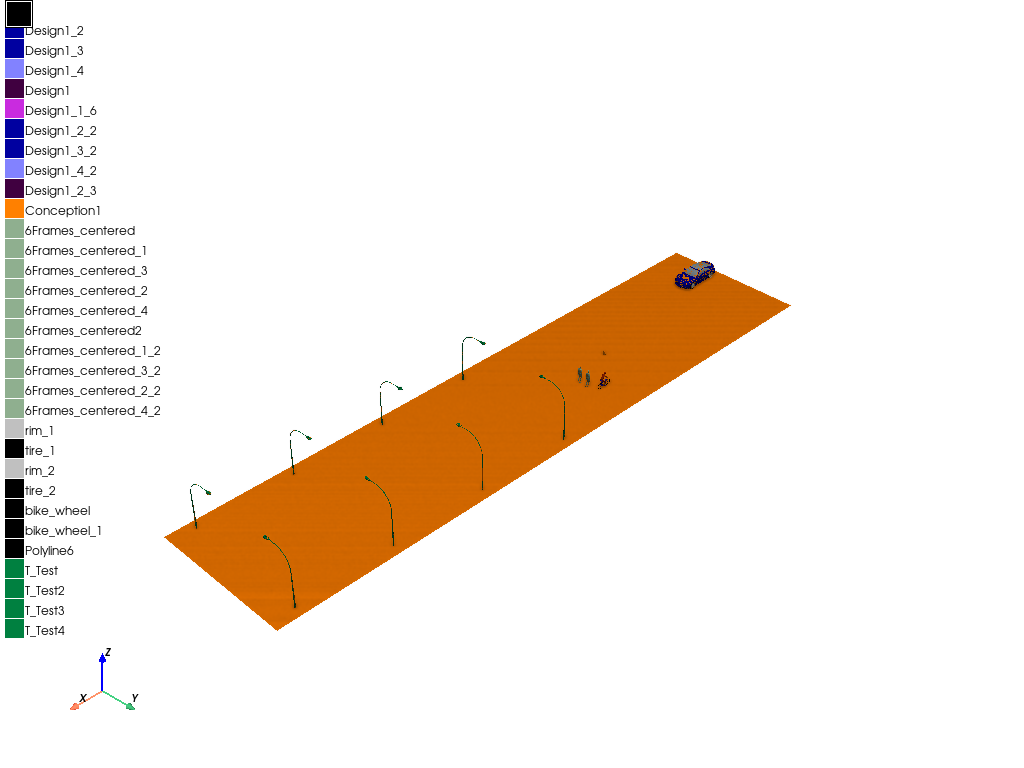 Design1_2
Design1_3
Design1_4
Design1
Design1_1_6
Design1_2_2
Design1_3_2
Design1_4_2
Design1_2_3
Conception1
6Frames_centered
6Frames_centered_1
6Frames_centered_3
6Frames_centered_2
6Frames_centered_4
6Frames_centered2
6Frames_centered_1_2
6Frames_centered_3_2
6Frames_centered_2_2
6Frames_centered_4_2
rim_1
tire_1
rim_2
tire_2
bike_wheel
bike_wheel_1
Polyline6
T_Test
T_Test2
T_Test3
T_Test4
Z
X
Y